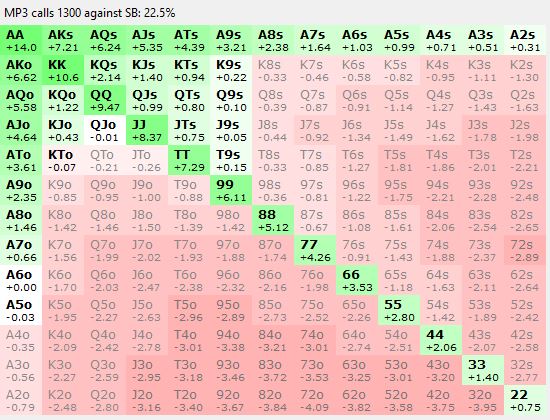 MP3 calls 1300 against SB: 22.5%
AA AKs AQs AJs ATs A9s A8s A7s A6s A5s A4s A3s A2s
+14.0 +7.21 +6.24 +5.35 +4.39 +3.21 +2.38 +1.64 +1.03 +0.99 +0.71 +0.51 +0.31
AKo KK KQs KJs KTs K9s K8s K7s K6s K5s K4s K3s K2s
+6.62 +10.6 +2.14 +1.40 +0.94 +0.22 -0.33 -0.46 -0.58 -0.82 -0.95 -1.11 -1.30
AQo KQo QQ QJs QTs Q9s Q8s Q7s Q6s Q5s Q4s Q3s Q2s
+5.58 +1.22 +9.47 +0.99 +0.80 +0.10 -0.39 -0.87 -0.91 -1.14 -1.27 -1.43 -1.63
AJo KJo QJo JJ JTs J9s J8s J7s J6s J5s J4s J3s J2s
+4.64 +0.43 -0.01 +8.37 +0.75 +0.05 -0.44 -0.92 -1.34 -1.49 -1.62 -1.78 -1.98
ATo KTo QTo JTo TT T9s T8s T7s T6s T5s T4s T3s T2s
+3.61 -0.07 -0.21 -0.26 +7.29 +0.15 -0.33 -0.85 -1.27 -1.81 -1.86 -2.01 -2.21
A9o K9o Q9o J9o T9o 99 98s 97s 96s 95s 94s 93s 92s
+2.35 -0.85 -0.95 -1.00 -0.88 +6.11 -0.36 -0.81 -1.22 -1.75 -2.21 -2.28 -2.48
A8o K8o Q8o J8o T8o 98o 88 87s 86s 85s 84s 83s 82s
+1.46 -1.42 -1.46 -1.50 -1.39 -1.42 +5.12 -0.67 -1.08 -1.61 -2.06 -2.54 -2.65
A7o K7o Q7o J7o T7o 97o 87o 77 76s 75s 74s 73s 72s
+0.66 -1.56 -1.99 -2.02 -1.93 -1.88 -1.74 +4.26 -0.91 -1.43 -1.88 -2.37 -2.89
A6o K6o Q6o J6o T6o 96o 86o 76o 66 65s 64s 63s 62s
+0.00 -1.70 -2.03 -2.47 -2.38 -2.32 -2.16 -1.98 +3.53 -1.18 -1.63 -2.11 -2.64
A5o K5o Q5o J5o T5o 95o 85o 75o 65o 55 54s 53s 52s
-0.03 -1.95 -2.27 -2.63 -2.96 -2.89 -2.73 -2.52 -2.26 +2.80 -1.42 -1.89 -2.42
A4o K4o Q4o J4o T4o 94o 84o 74o 64o 54o 44 43s 42s
-0.35 -2.09 -2.42 -2.78 -3.01 -3.38 -3.21 -3.01 -2.74 -2.51 +2.06 -2.07 -2.58
A3o K3o Q3o J3o T3o 93o 83o 73o 63o 53o 43o 33 32s
-0.56 -2.27 -2.59 -2.95 -3.18 -3.46 -3.72 -3.53 -3.25 -3.01 -3.20 +1.40 -2.77
A2o K2o Q2o J2o T2o 92o 82o 72o 62o 52o 42o 32o 22
-0.79 -2.48 -2.80 -3.16 -3.40 -3.67 -3.84 -4.09 -3.82 -3.58 -3.75 -3.95 +0.75